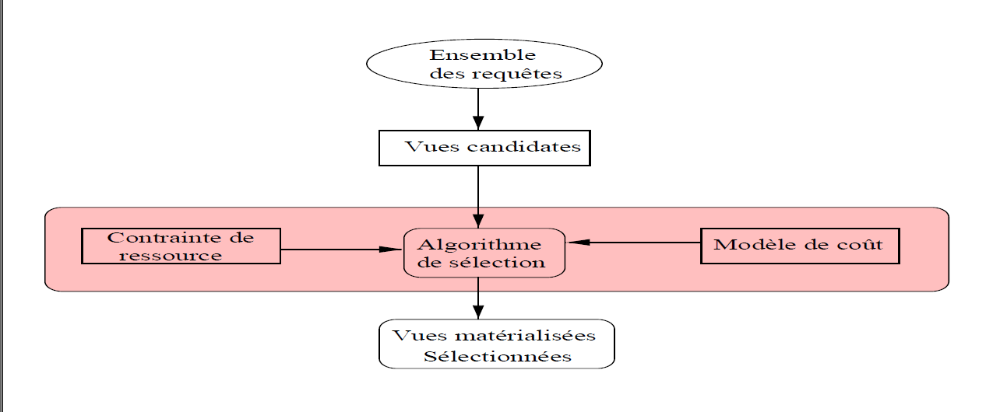 Ensemble
des requêtes
Vues candidates
Contrainte de
ressource
Algorithme
de sélection
Modèle de coût
Vues matérialisées
Sélectionnées